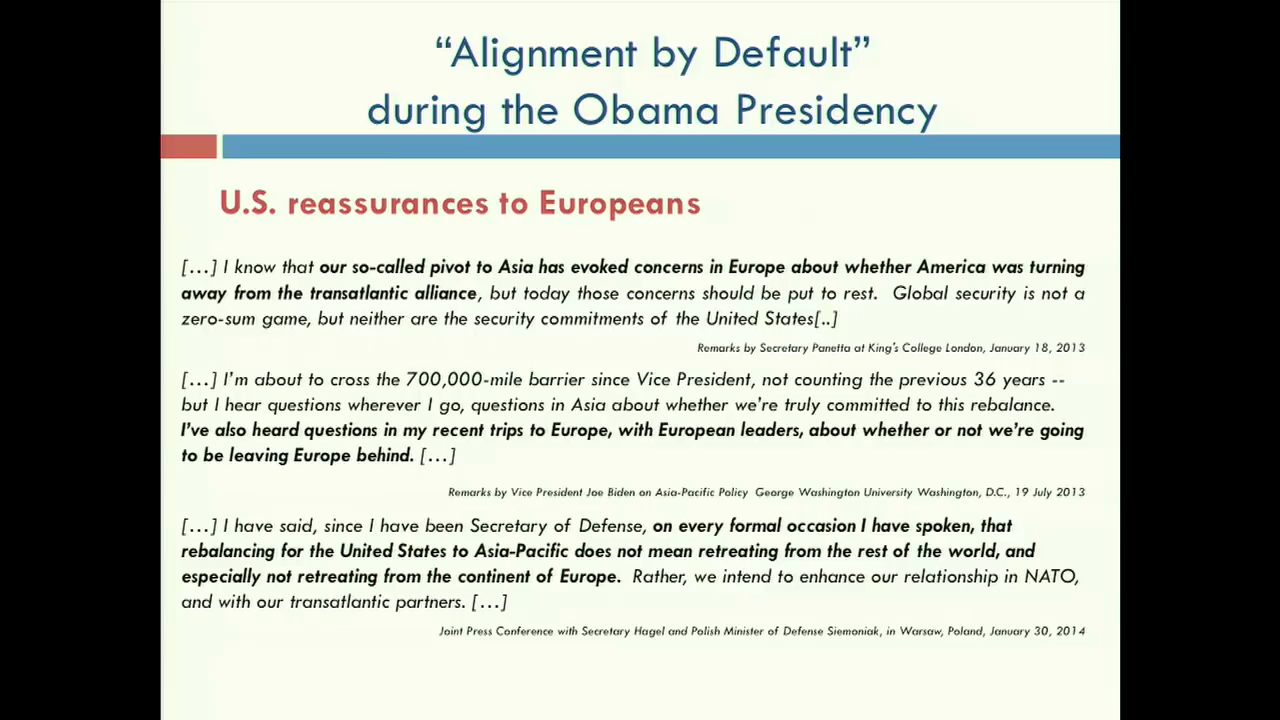 “Alignment by Default”
during the Obama Presidency
U.S. reassurances to Europeans
[…] I know that our so-called pivot to Asia has evoked concerns in Europe about whether America was turning
away from the transatlantic alliance, but today those concerns should be put to rest.  Global security is not a
zero-sum game, but neither are the security commitments of the United States[..]
Remarks by Secretary Panetta at King’s College London, January 18, 2013
[…] I’m about to cross the 700,000-mile barrier since Vice President, not counting the previous 36 years --
but I hear questions wherever I go, questions in Asia about whether we’re truly committed to this rebalance.
I’ve also heard questions in my recent trips to Europe, with European leaders, about whether or not we’re going
to be leaving Europe behind. […]
Remarks by Vice President Joe Biden on Asia-Pacific Policy  George Washington University Washington, D.C., 19 July 2013
[…] I have said, since I have been Secretary of Defense, on every formal occasion I have spoken, that
rebalancing for the United States to Asia-Pacific does not mean retreating from the rest of the world, and
especially not retreating from the continent of Europe.  Rather, we intend to enhance our relationship in NATO,
and with our transatlantic partners. […]
Joint Press Conference with Secretary Hagel and Polish Minister of Defense Siemoniak, in Warsaw, Poland, January 30, 2014